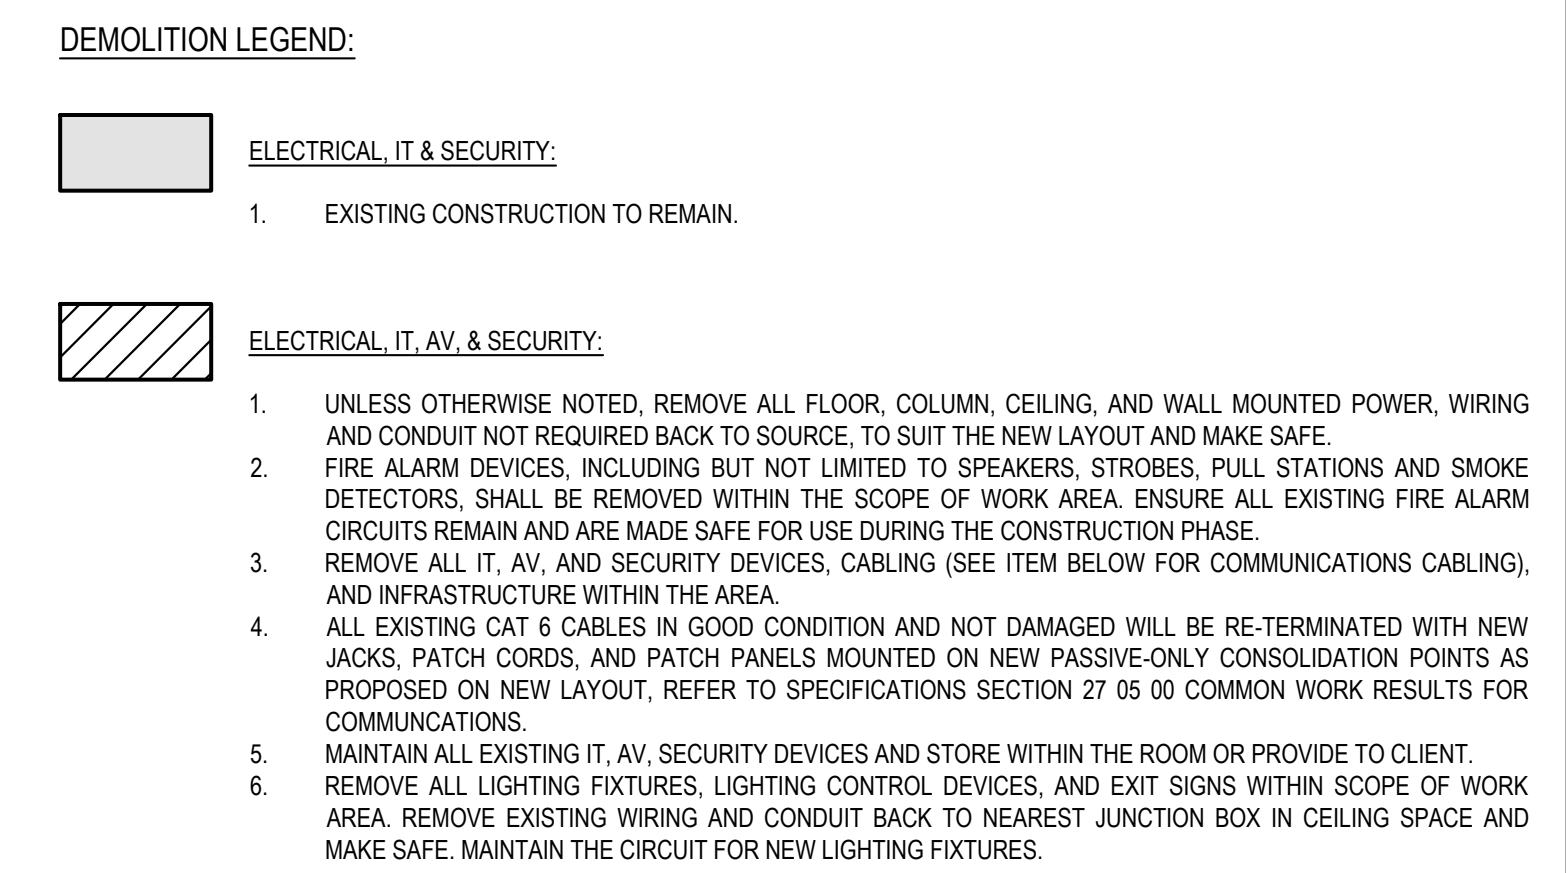 DEMOLITION LEGEND:
ELECTRICAL, IT & SECURITY:
1. EXISTING CONSTRUCTION TO REMAIN.
ELECTRICAL, IT, AV, & SECURITY:
1. UNLESS OTHERWISE NOTED, REMOVE ALL FLOOR, COLUMN, CEILING, AND WALL MOUNTED POWER, WIRING
AND CONDUIT NOT REQUIRED BACK TO SOURCE, TO SUIT THE NEW LAYOUT AND MAKE SAFE.
2. FIRE ALARM DEVICES, INCLUDING BUT NOT LIMITED TO SPEAKERS, STROBES, PULL STATIONS AND SMOKE
DETECTORS, SHALL BE REMOVED WITHIN THE SCOPE OF WORK AREA. ENSURE ALL EXISTING FIRE ALARM
CIRCUITS REMAIN AND ARE MADE SAFE FOR USE DURING THE CONSTRUCTION PHASE.
3. REMOVE ALL IT, AV, AND SECURITY DEVICES, CABLING (SEE ITEM BELOW FOR COMMUNICATIONS CABLING),
AND INFRASTRUCTURE WITHIN THE AREA.
4. ALL EXISTING CAT 6 CABLES IN GOOD CONDITION AND NOT DAMAGED WILL BE RE-TERMINATED WITH NEW
JACKS, PATCH CORDS, AND PATCH PANELS MOUNTED ON NEW PASSIVE-ONLY CONSOLIDATION POINTS AS
PROPOSED ON NEW LAYOUT, REFER TO SPECIFICATIONS SECTION 27 05 00 COMMON WORK RESULTS FOR
COMMUNCATIONS.
5. MAINTAIN ALL EXISTING IT, AV, SECURITY DEVICES AND STORE WITHIN THE ROOM OR PROVIDE TO CLIENT.
6. REMOVE ALL LIGHTING FIXTURES, LIGHTING CONTROL DEVICES, AND EXIT SIGNS WITHIN SCOPE OF WORK
AREA. REMOVE EXISTING WIRING AND CONDUIT BACK TO NEAREST JUNCTION BOX IN CEILING SPACE AND
MAKE SAFE. MAINTAIN THE CIRCUIT FOR NEW LIGHTING FIXTURES.